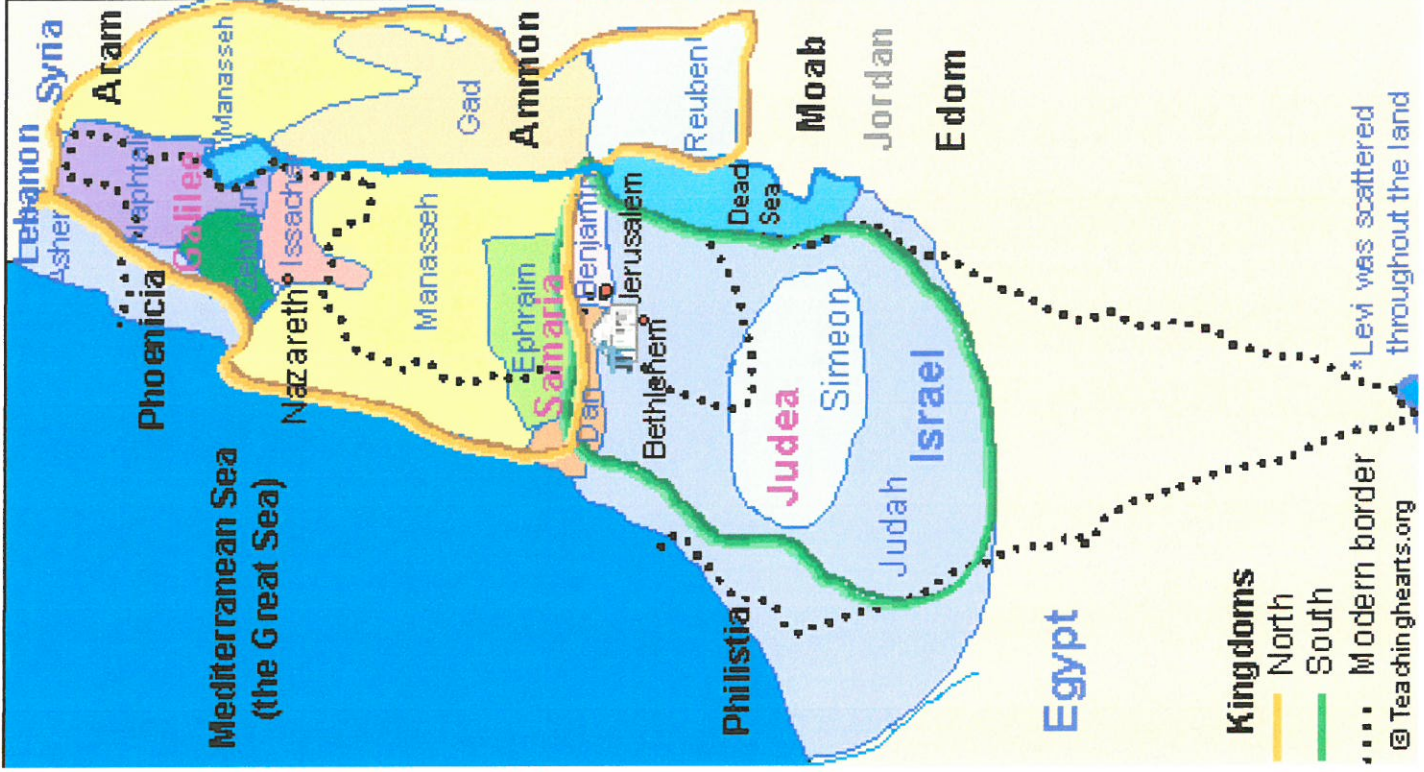 Lebanon
Syria
Asher
Naphtali
Aram
Phoenicia
Galilee
Manasseh
Zebulun
Mediterranean Sea
(the Great Sea)
Nazareth
Issachar
Manasseh
Gad
Ephraim
Ammon
Samaria
Dan
Benjamin
Jerusalem
Bethlehem
Reuben
Dead
Sea
Philistia
Judea
Simeon
Moab
Judah
Israel
Jordan
Edom
Egypt
Kingdoms
North
South
Modern border
© Teachinghearts.org
*Levi was scattered
throughout the land